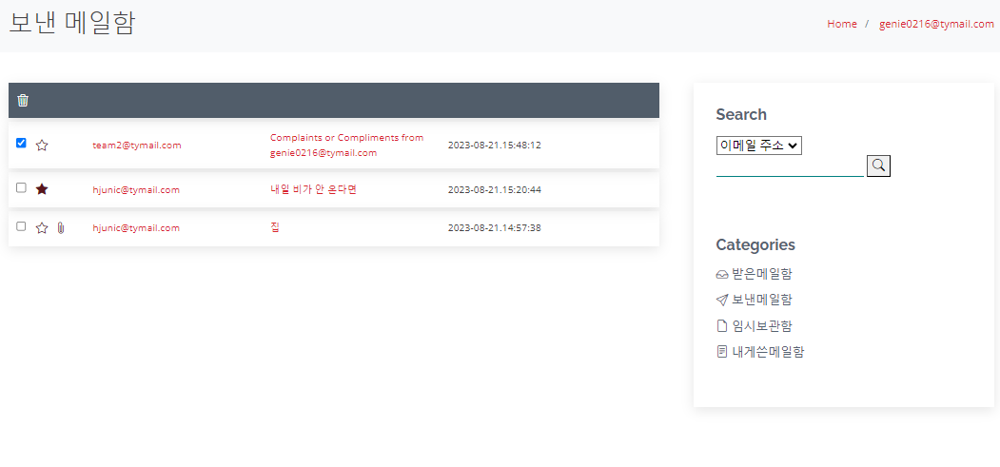 보낸 메일함
Home / genie0216@tymail.com
team2@tymail.com
Complaints or Compliments from
genie0216@tymail.com
2023-08-21.15:48:12
hjunic@tymail.com
내일 비가 안 온다면
2023-08-21.15:20:44
hjunic@tymail.com
집
2023-08-21.14:57:38
Search
이메일 주소
Categories
받은메일함
보낸메일함
임시보관함
내게쓴메일함